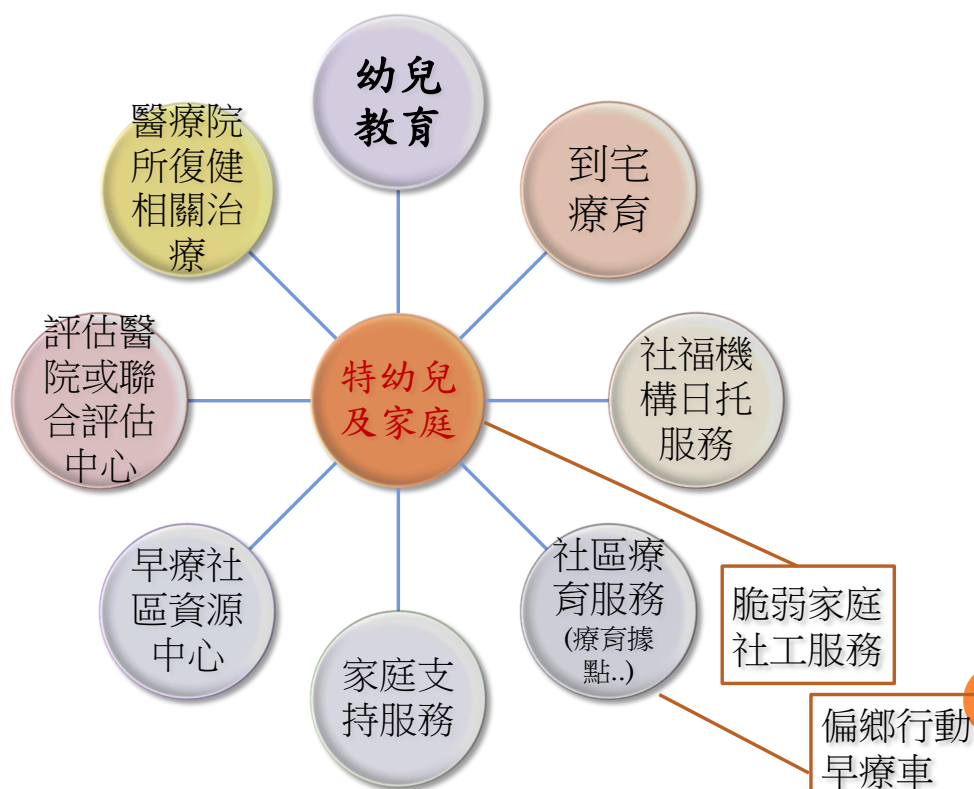 幼兒
教育
到宅
療育
社福機
構日托
服務
社區療
育服務
(療育據
點..)
家庭支
持服務
早療社
區資源
中心
評估醫
院或聯
合評估
中心
醫療院
所復健
相關治
療
特幼兒
及家庭
脆弱家庭
社工服務
偏鄉行動
早療車